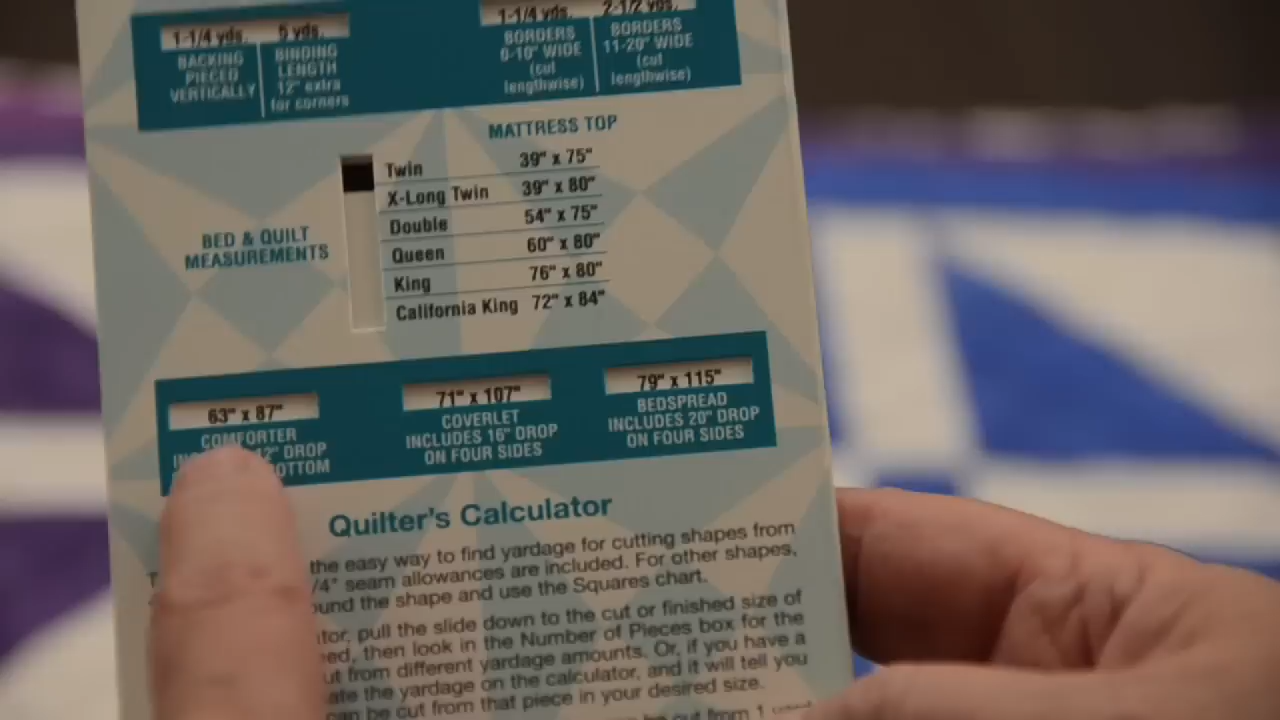 1-1/4 yds. 5 yds.
BACKING PIECED VERTICALLY
BINDING LENGTH 12" extra for corners
1-1/4 yds. 2-1/2 yds.
BORDERS 0-10" WIDE (cut lengthwise)
BORDERS 11-20" WIDE (cut lengthwise)
MATTRESS TOP
BED & QUILT
MEASUREMENTS
Twin 39" x 75"
X-Long Twin 39" x 80"
Double 54" x 75"
Queen 60" x 80"
King 76" x 80"
California King 72" x 84"
63" x 87"
COMFORTER
12" DROP
71" x 107"
COVERLET
INCLUDES 16" DROP
ON FOUR SIDES
79" x 115"
BEDSPREAD
INCLUDES 20" DROP
ON FOUR SIDES
Quilter's Calculator
the easy way to find yardage for cutting shapes from
/4" seam allowances are included. For other shapes,
the shape and use the Squares chart.
pull the slide down to the cut or finished size of
then look in the Number of Pieces box for the
from different yardage amounts. Or, if you have a
the yardage on the calculator, and it will tell you
can be cut from that piece in your desired size.
be cut from 1